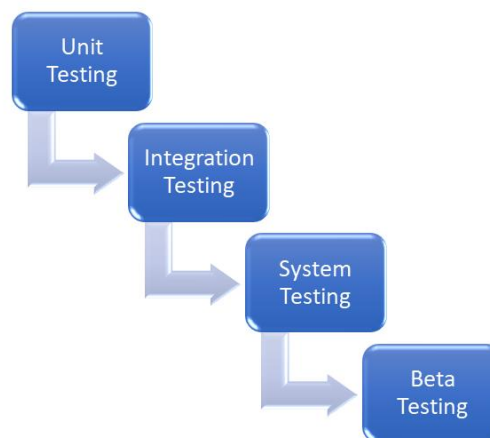 Unit
Testing
Integration
Testing
System
Testing
Beta
Testing